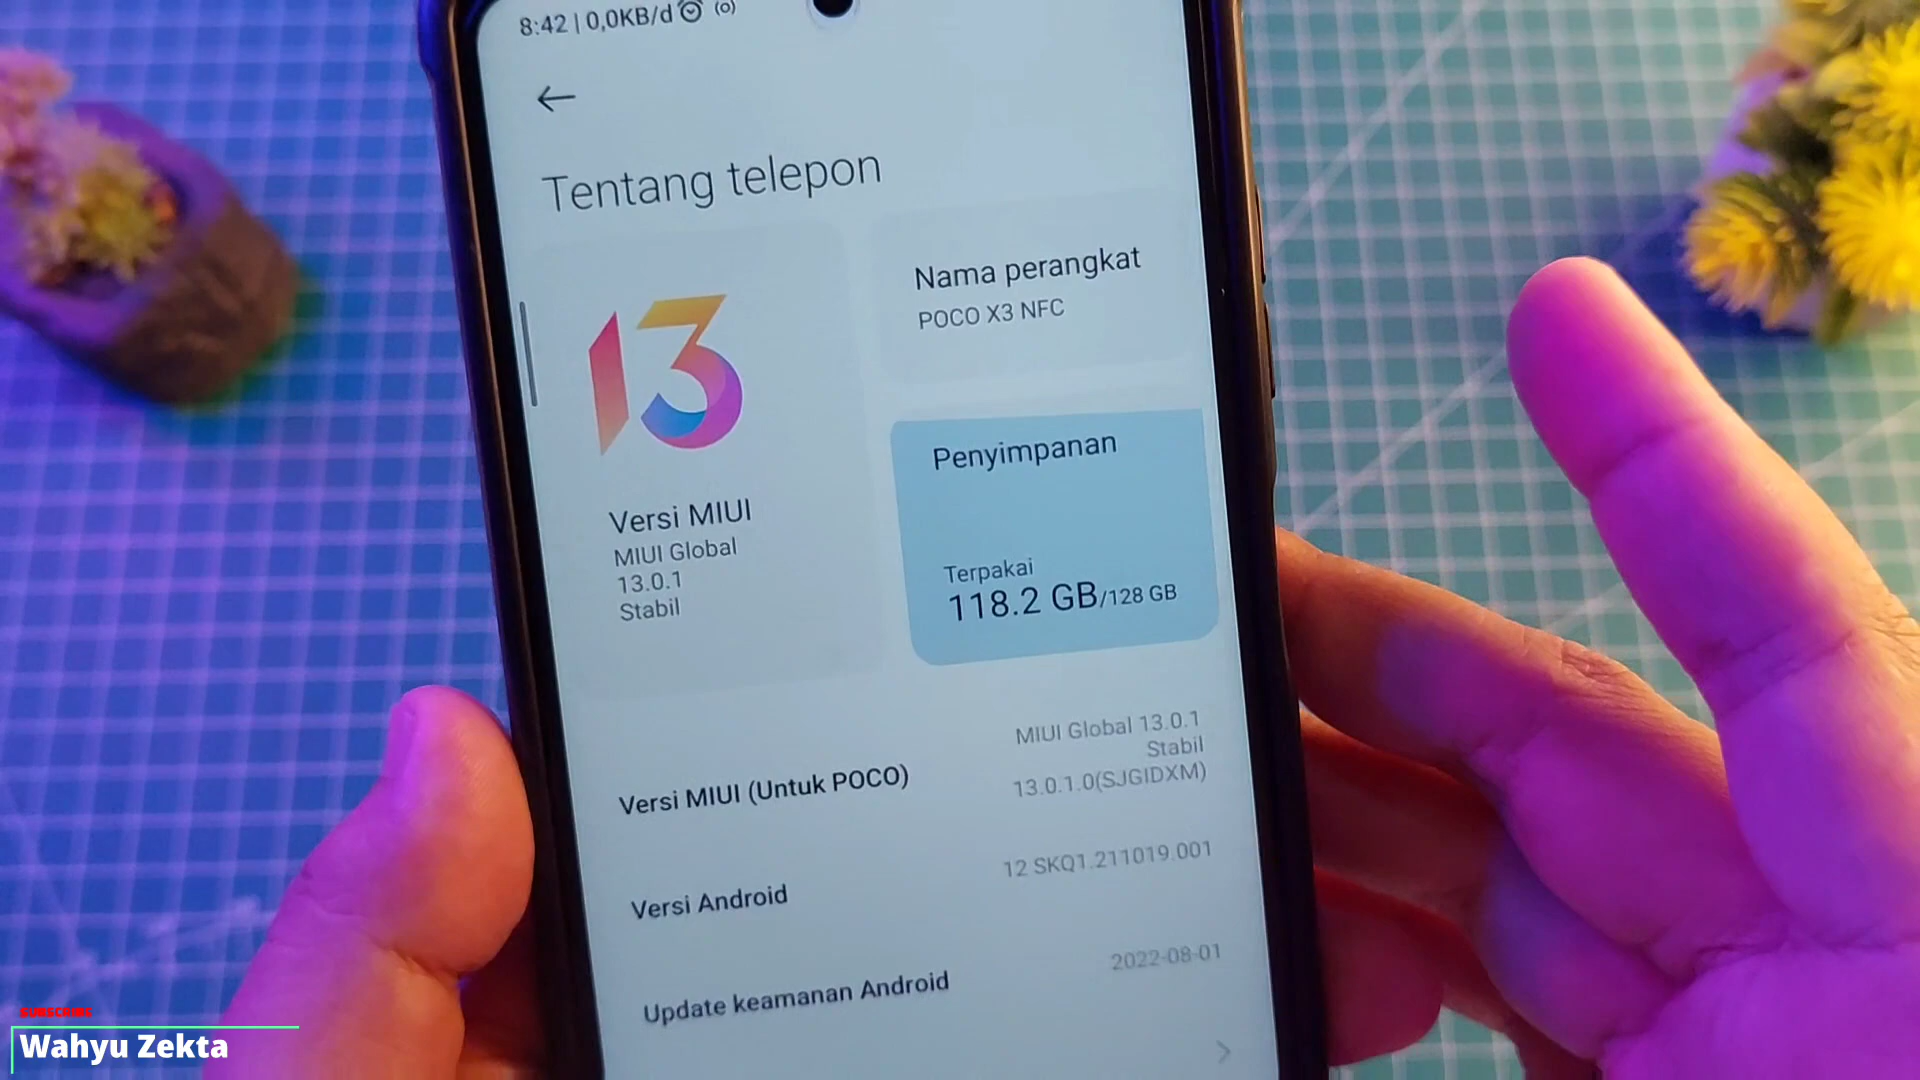 8:42 | 0,0KB/d
Tentang telepon
13
Versi MIUI
MIUI Global
13.0.1
Stabil
Nama perangkat
POCO X3 NFC
Penyimpanan
Terpakai
118.2 GB/128 GB
Versi MIUI (Untuk POCO)
MIUI Global 13.0.1
Stabil
13.0.1.0(SJGIDXM)
Versi Android
12 SKQ1.211019.001
Update keamanan Android
2022-08-01
SUBSCRIBE
Wahyu Zekta